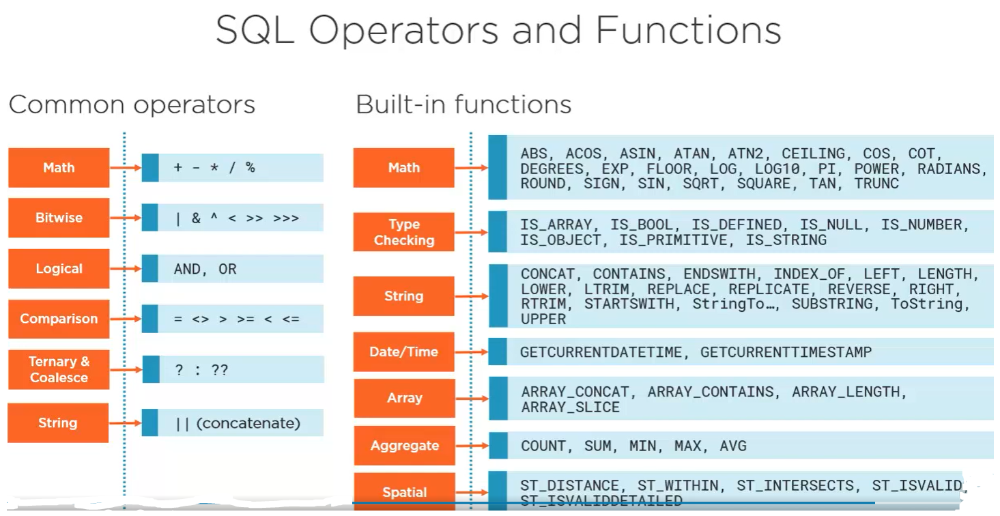 SQL Operators and Functions
Common operators
Math
+ - * / %
Bitwise
| & ^ < >> >>>
Logical
AND, OR
Comparison
= <> > >= < <=
Ternary &
Coalesce
? : ??
String
|| (concatenate)
Built-in functions
Math
ABS, ACOS, ASIN, ATAN, ATN2, CEILING, COS, COT,
DEGREES, EXP, FLOOR, LOG, LOG10, PI, POWER, RADIANS,
ROUND, SIGN, SIN, SQRT, SQUARE, TAN, TRUNC
Type
Checking
IS_ARRAY, IS_BOOL, IS_DEFINED, IS_NULL, IS_NUMBER,
IS_OBJECT, IS_PRIMITIVE, IS_STRING
String
CONCAT, CONTAINS, ENDSWITH, INDEX_OF, LEFT, LENGTH,
LOWER, LTRIM, REPLACE, REPLICATE, REVERSE, RIGHT,
RTRIM, STARTSWITH, StringTo…, SUBSTRING, ToString,
UPPER
Date/Time
GETCURRENTDATETIME, GETCURRENTTIMESTAMP
Array
ARRAY_CONCAT, ARRAY_CONTAINS, ARRAY_LENGTH,
ARRAY_SLICE
Aggregate
COUNT, SUM, MIN, MAX, AVG
Spatial
ST_DISTANCE, ST_WITHIN, ST_INTERSECTS, ST_ISVALID,
ST_ISVALIDDETAILED